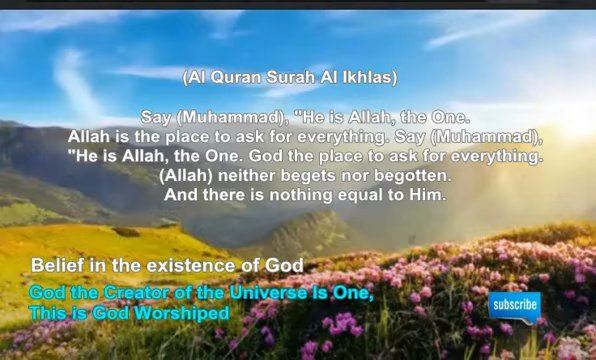 (Al Quran Surah Al Ikhlas)
Say (Muhammad), "He is Allah, the One.
Allah is the place to ask for everything. Say (Muhammad),
"He is Allah, the One. God the place to ask for everything.
(Allah) neither begets nor begotten.
And there is nothing equal to Him.
Belief in the existence of God
God the Creator of the Universe Is One,
This is God Worshiped
subscribe